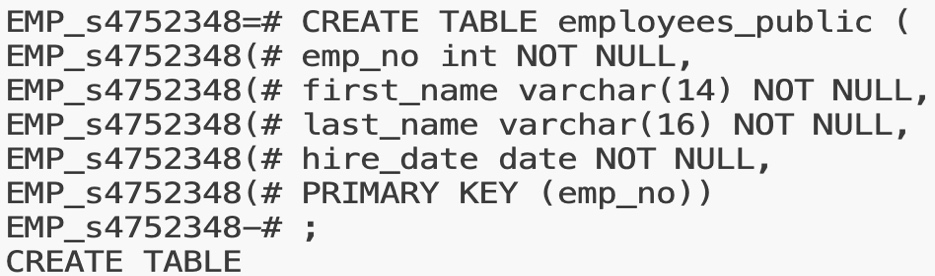 EMP_s4752348=# CREATE TABLE employees_public (
EMP_s4752348(# emp_no int NOT NULL,
EMP_s4752348(# first_name varchar(14) NOT NULL,
EMP_s4752348(# last_name varchar(16) NOT NULL,
EMP_s4752348(# hire_date date NOT NULL,
EMP_s4752348(# PRIMARY KEY (emp_no))
EMP_s4752348-# ;
CREATE TABLE